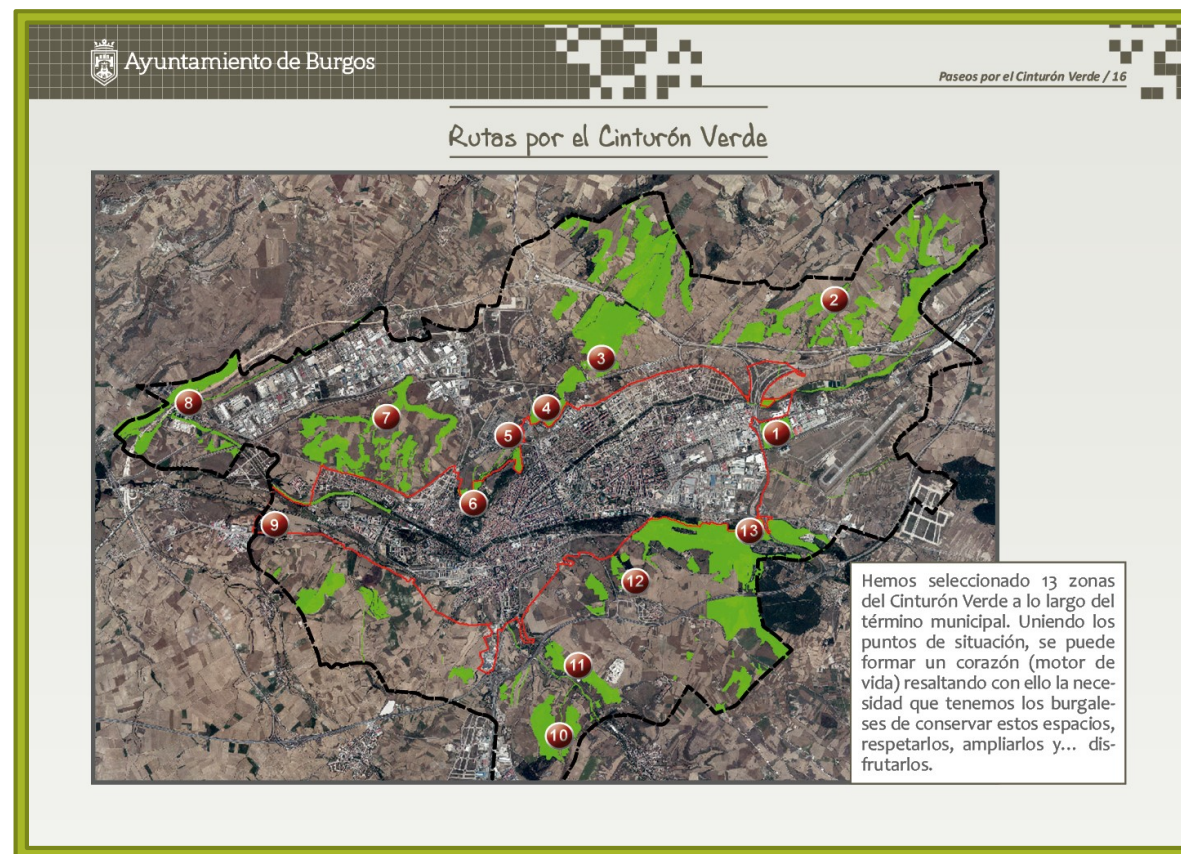 Ayuntamiento de Burgos
Paseos por el Cinturón Verde / 16
Rutas por el Cinturón Verde
2
3
8
4
7
5
1
6
9
13
12
11
10
Hemos seleccionado 13 zonas
del Cinturón Verde a lo largo del
término municipal. Uniendo los
puntos de situación, se puede
formar un corazón (motor de
vida) resaltando con ello la nece-
sidad que tenemos los burgale-
ses de conservar estos espacios,
respetarlos, ampliarlos y... dis-
frutarlos.